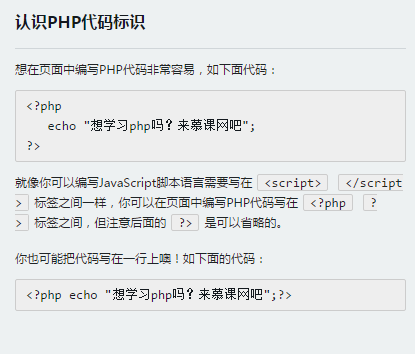 认识PHP代码标识
想在页面中编写PHP代码非常容易，如下面代码：
<?php
echo "想学习php吗？来慕课网吧";
?>
就像你可以编写JavaScript脚本语言需要写在 <script> </script
> 标签之间一样，你可以在页面中编写PHP代码写在 <?php ?
> 标签之间，但注意后面的 ?> 是可以省略的。
你也可能把代码写在一行上噢！如下面的代码：
<?php echo "想学习php吗？来慕课网吧";?>